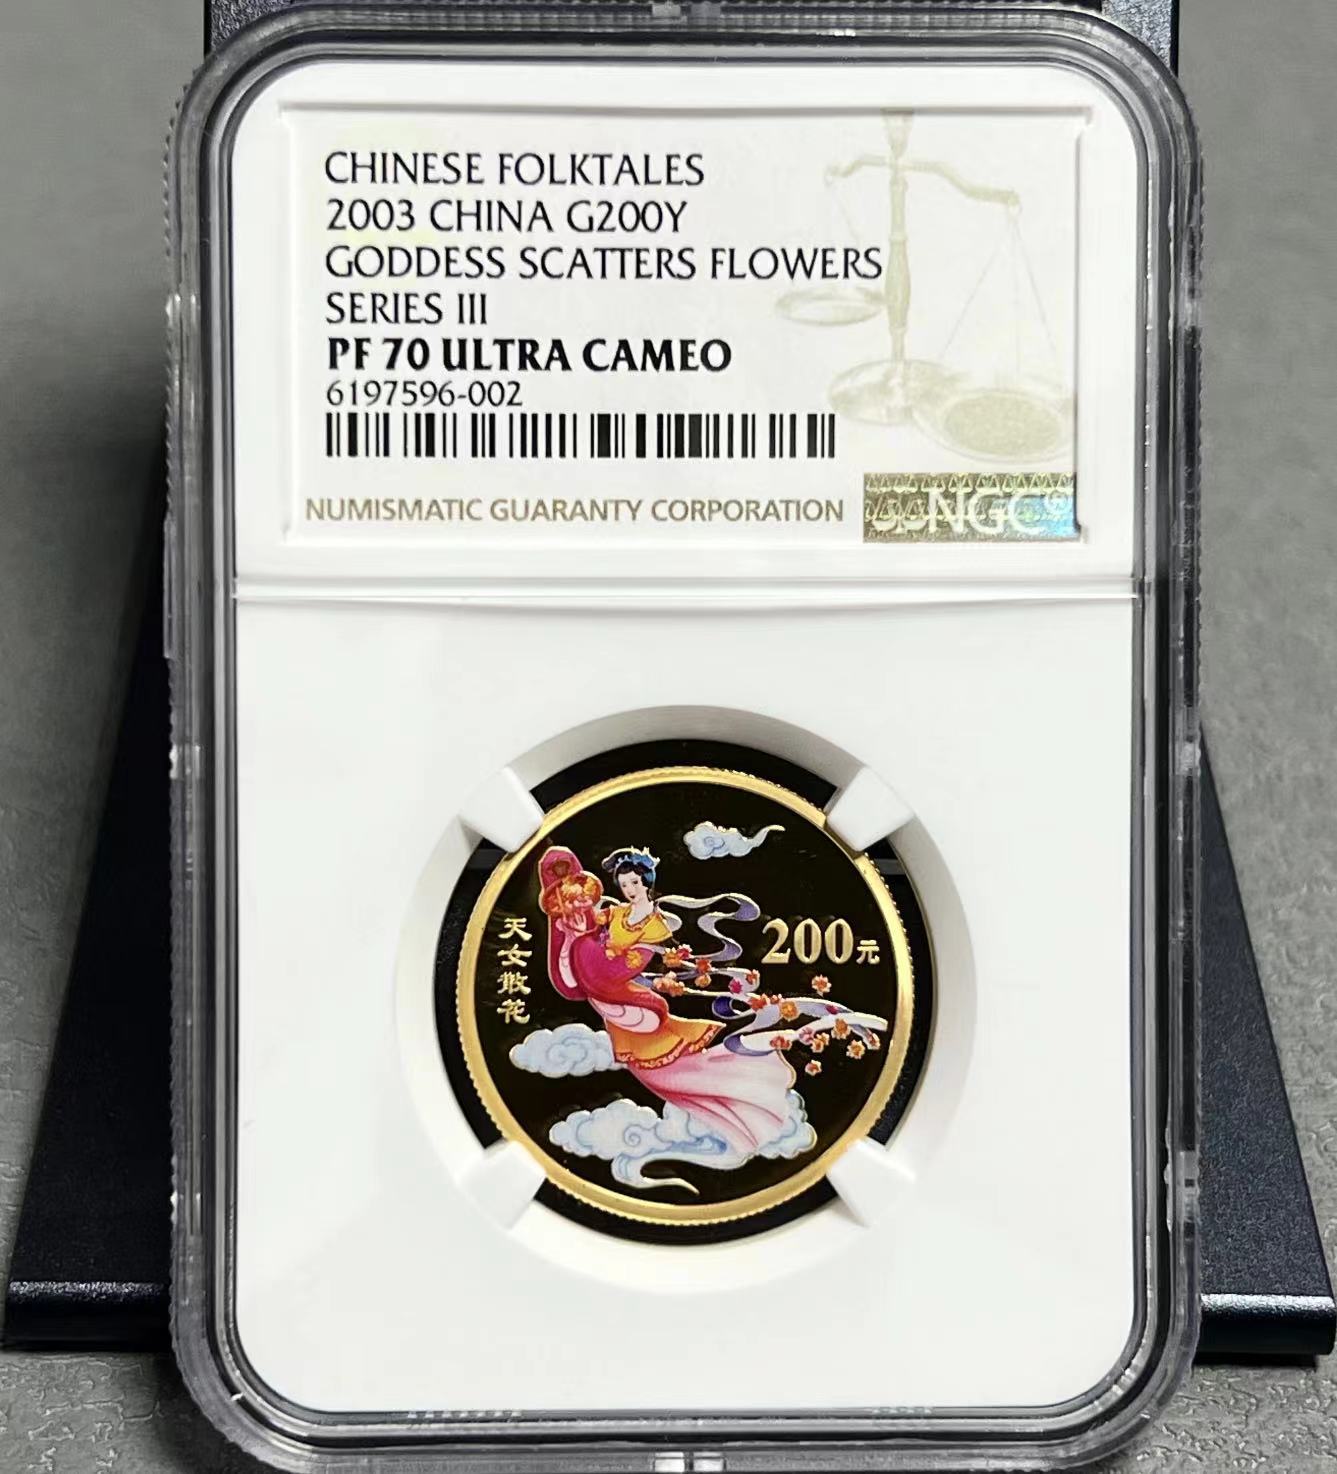 CHINESE FOLKTALES
2003 CHINA G200Y
GODDESS SCATTERS FLOWERS
SERIES III
PF 70 ULTRA CAMEO
6197596-002
NUMISMATIC GUARANTY CORPORATION
NGC®
天女散花
200元